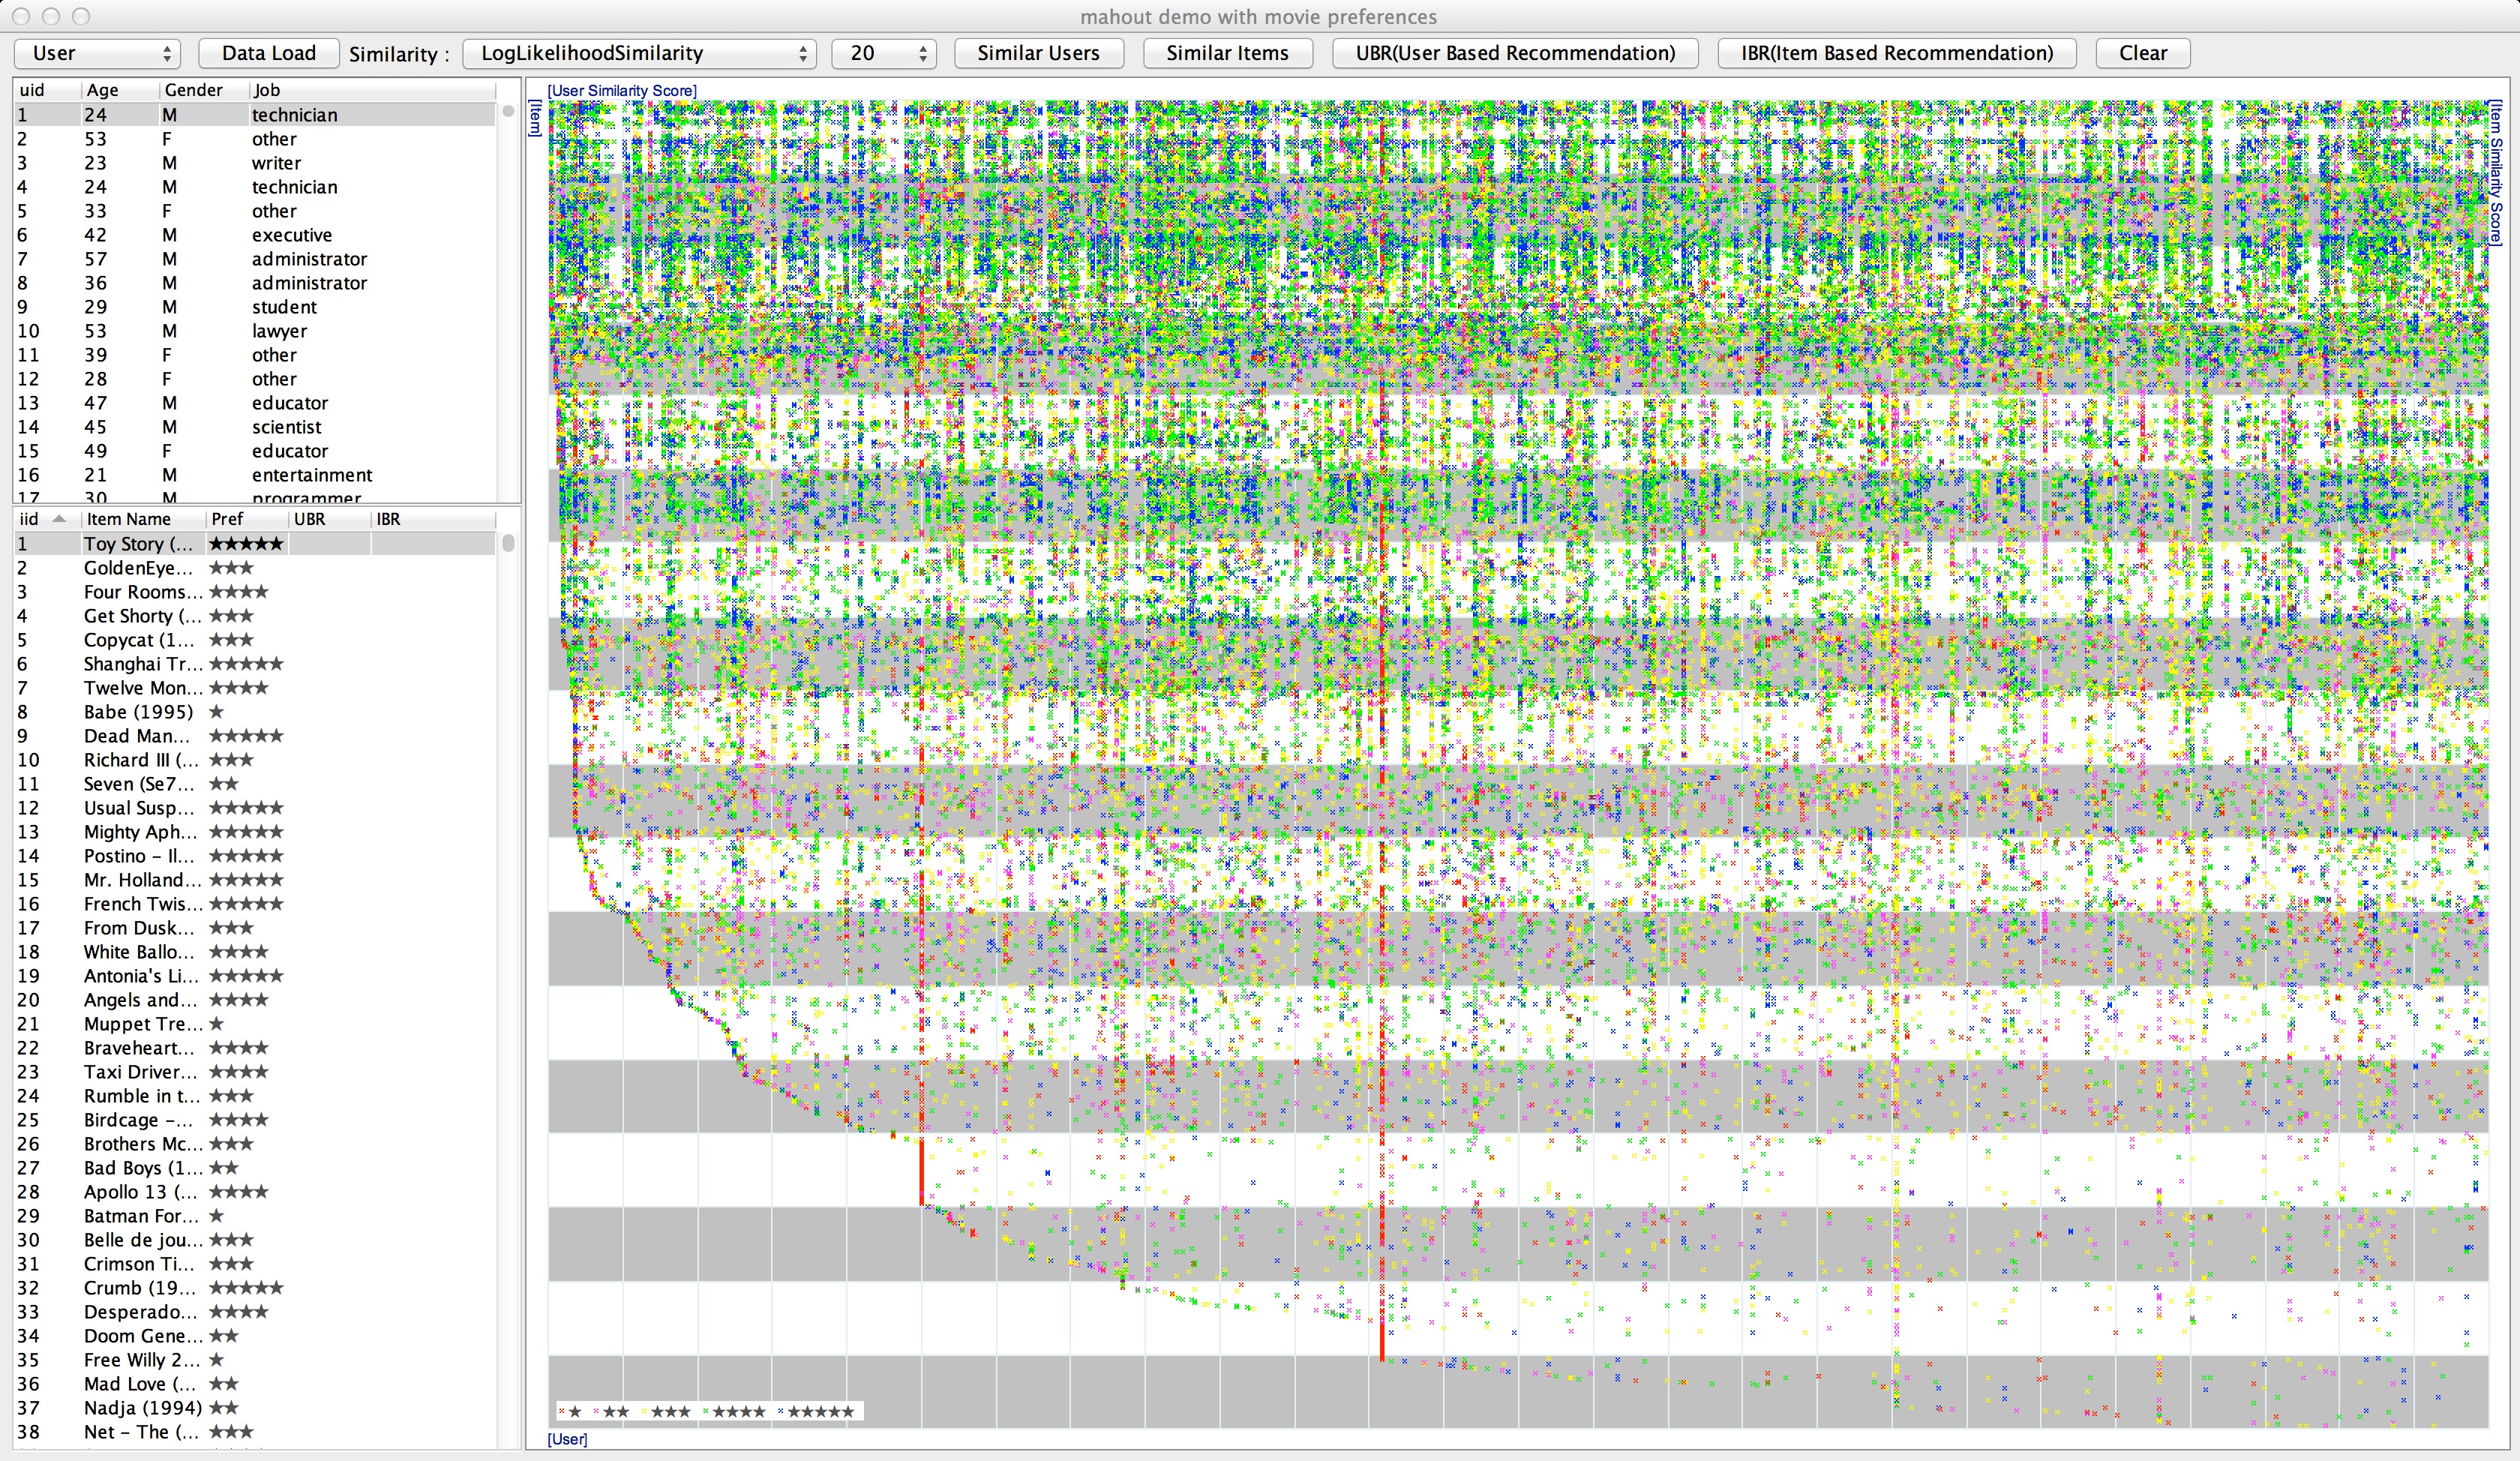 mahout demo with movie preferences
User Data Load Similarity : LogLikelihoodSimilarity 20 Similar Users Similar Items UBR(User Based Recommendation) IBR(Item Based Recommendation) Clear
uid Age Gender Job
1 24 M technician
2 53 F other
3 23 M writer
4 24 M technician
5 33 F other
6 42 M executive
7 57 M administrator
8 36 M administrator
9 29 M student
10 53 M lawyer
11 39 F other
12 28 F other
13 47 M educator
14 45 M scientist
15 49 F educator
16 21 M entertainment
17 30 M programmer
iid Item Name Pref UBR IBR
1 Toy Story (... ★★★★★
2 GoldenEye... ★★★
3 Four Rooms... ★★★★
4 Get Shorty (... ★★★
5 Copycat (1... ★★★
6 Shanghai Tr... ★★★★★
7 Twelve Mon... ★★★★
8 Babe (1995) ★
9 Dead Man... ★★★★★
10 Richard III (... ★★★
11 Seven (Se7... ★★
12 Usual Susp... ★★★★★
13 Mighty Aph... ★★★★★
14 Postino – Il... ★★★★★
15 Mr. Holland... ★★★★★
16 French Twis... ★★★★★
17 From Dusk... ★★★
18 White Ballo... ★★★★
19 Antonia's Li... ★★★★★
20 Angels and... ★★★★
21 Muppet Tre... ★
22 Braveheart... ★★★★
23 Taxi Driver... ★★★★
24 Rumble in t... ★★★
25 Birdcage –... ★★★★
26 Brothers Mc... ★★★
27 Bad Boys (1... ★★
28 Apollo 13 (... ★★★★
29 Batman For... ★
30 Belle de jou... ★★★
31 Crimson Ti... ★★★
32 Crumb (19... ★★★★★
33 Desperado... ★★★★
34 Doom Gene... ★★
35 Free Willy 2... ★
36 Mad Love (... ★★
37 Nadja (1994) ★★
38 Net – The (... ★★★
[User Similarity Score]
[Item]
[Item Similarity Score]
★ ★★ ★★★ ★★★★ ★★★★★
[User]